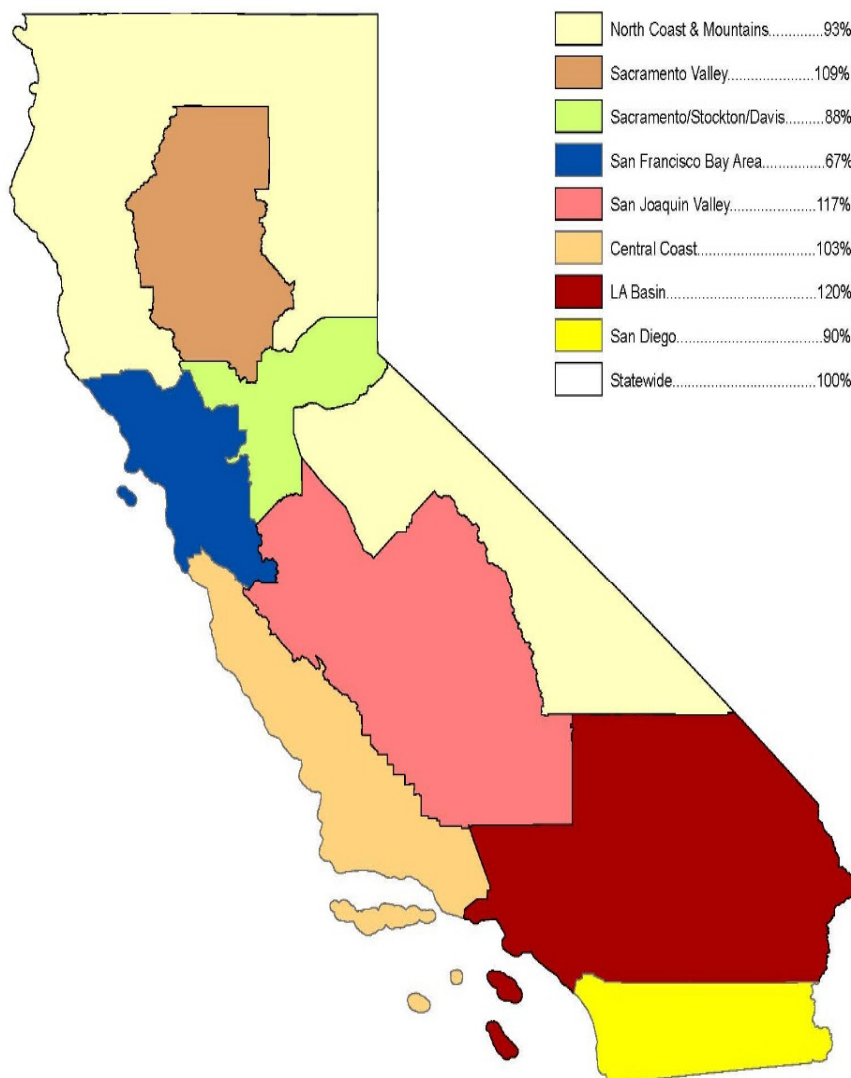 North Coast & Mountains..............93%
Sacramento Valley......................109%
Sacramento/Stockton/Davis..........88%
San Francisco Bay Area................67%
San Joaquin Valley......................117%
Central Coast..............................103%
LA Basin......................................120%
San Diego...................................90%
Statewide....................................100%